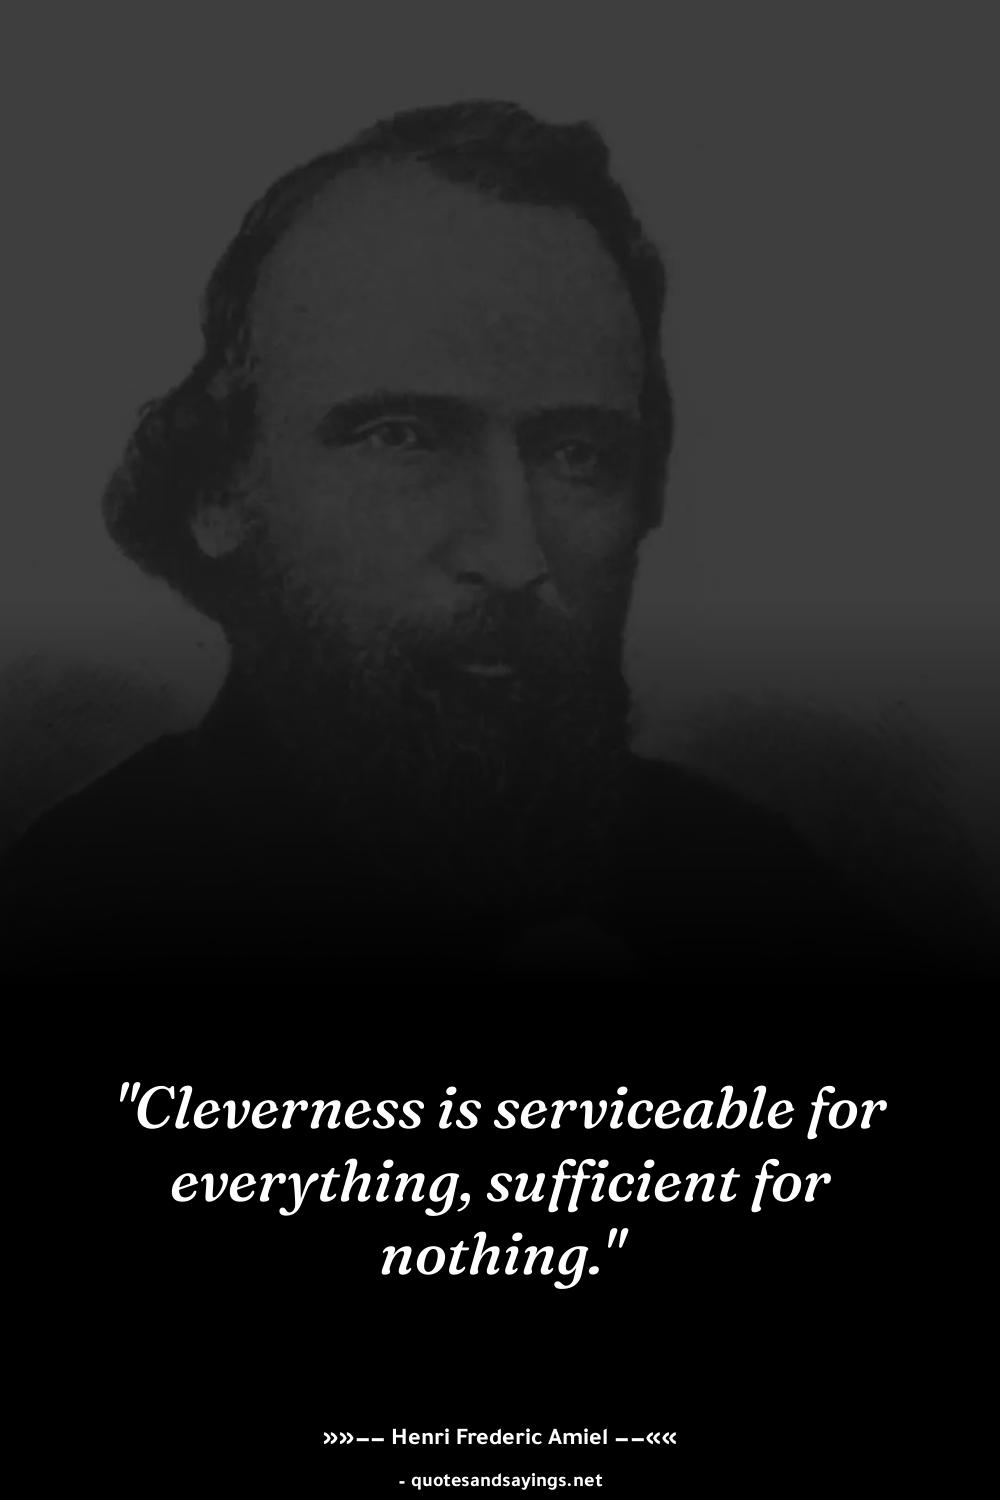 "Cleverness is serviceable for
everything, sufficient for
nothing."
»»–– Henri Frederic Amiel ––««
- quotesandsayings.net